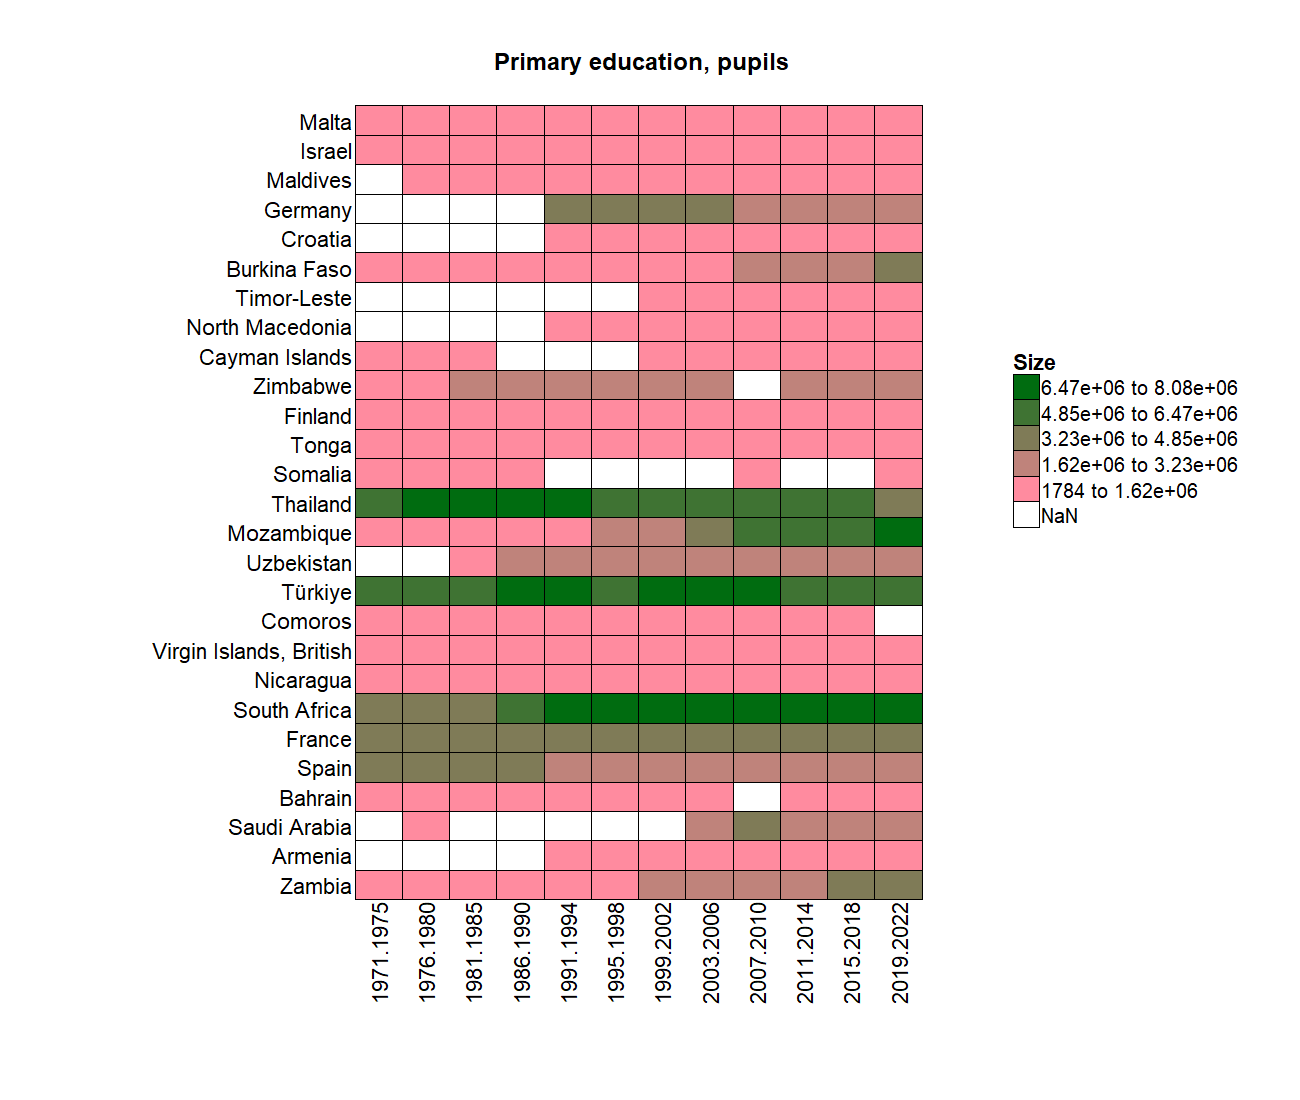 Primary education, pupils
Malta
Israel
Maldives
Germany
Croatia
Burkina Faso
Timor-Leste
North Macedonia
Cayman Islands
Zimbabwe
Finland
Tonga
Somalia
Thailand
Mozambique
Uzbekistan
Türkiye
Comoros
Virgin Islands, British
Nicaragua
South Africa
France
Spain
Bahrain
Saudi Arabia
Armenia
Zambia
1971.1975
1976.1980
1981.1985
1986.1990
1991.1994
1995.1998
1999.2002
2003.2006
2007.2010
2011.2014
2015.2018
2019.2022
Size
6.47e+06 to 8.08e+06
4.85e+06 to 6.47e+06
3.23e+06 to 4.85e+06
1.62e+06 to 3.23e+06
1784 to 1.62e+06
NaN